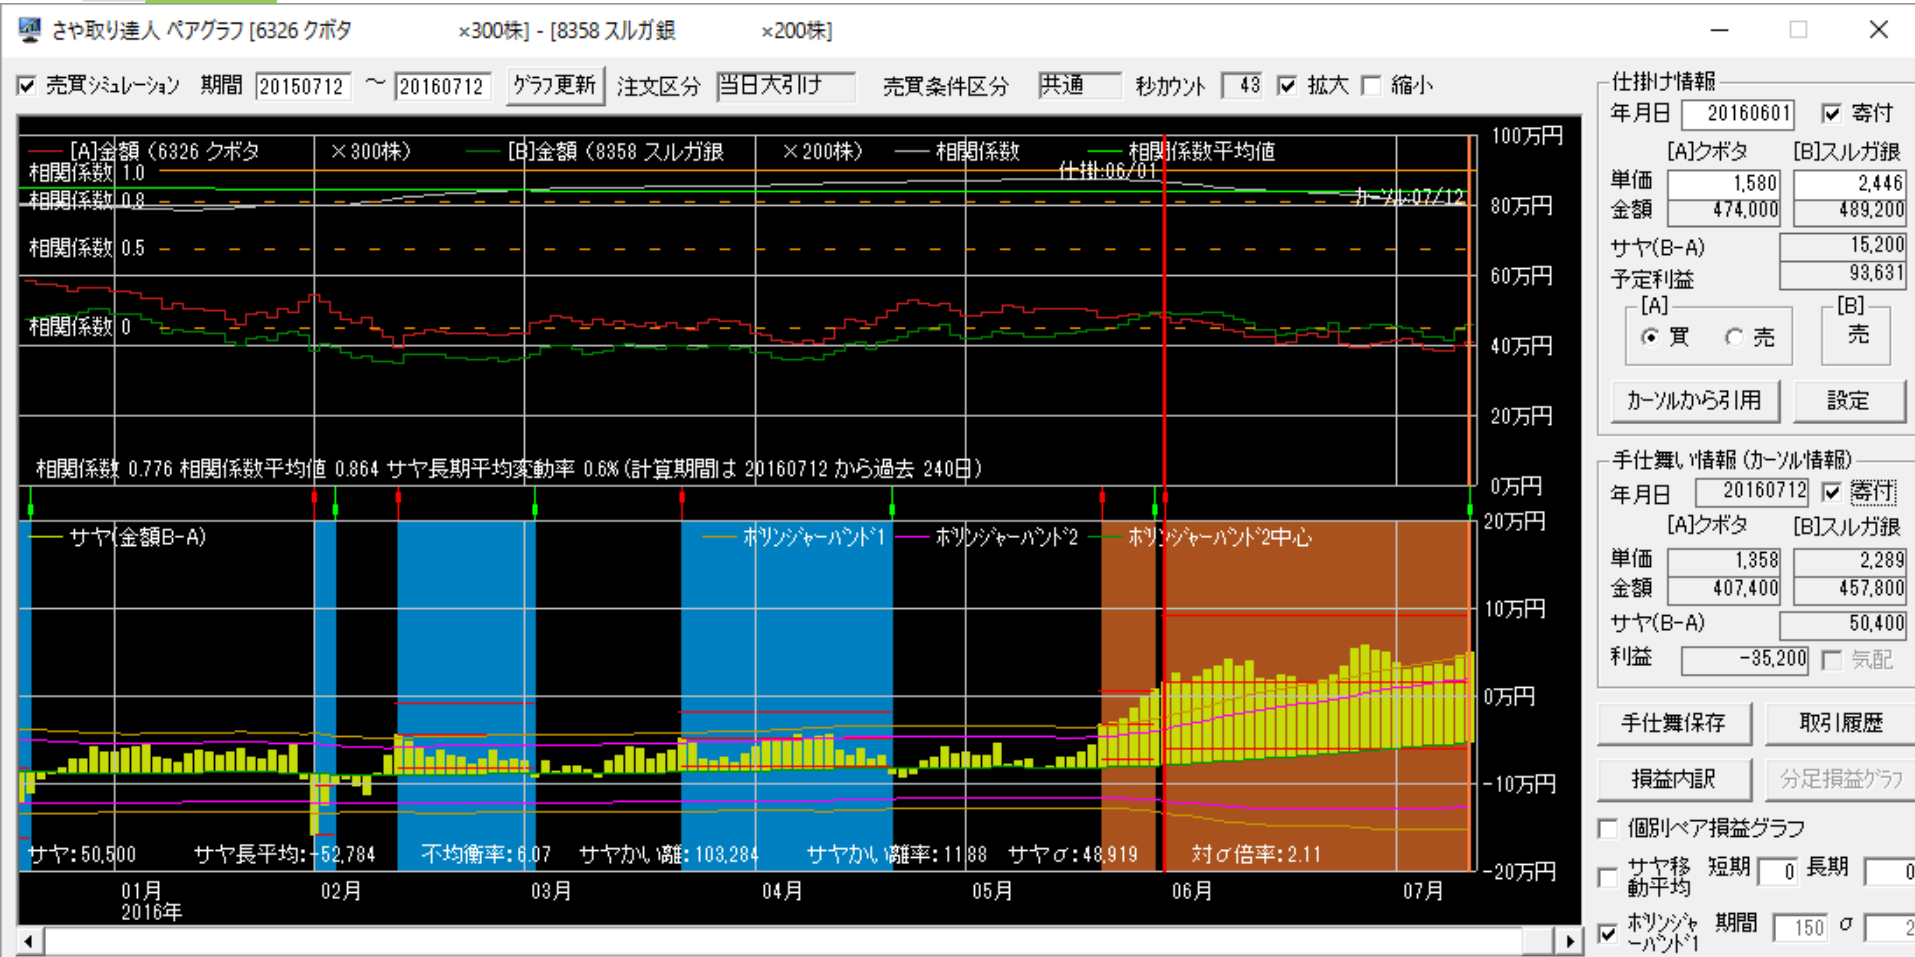 さや取り達人 ペアグラフ [6326 クボタ ×300株] - [8358 スルガ銀 ×200株]
売買シミュレーション 期間 20150712 ～ 20160712 グラフ更新 注文区分 当日大引け 売買条件区分 共通 秒カウント 43 拡大 縮小
[A]金額 (6326 クボタ ×300株) [B]金額 (8358 スルガ銀 ×200株) 相関係数 相関係数平均値
相関係数 1.0
仕掛:06/01
相関係数 0.8
カーソル:07/12
相関係数 0.5
相関係数 0
100万円
80万円
60万円
40万円
20万円
0万円
相関係数 0.776 相関係数平均値 0.864 サヤ長期平均変動率 0.6% (計算期間は 20160712 から過去 240日)
サヤ(金額B-A) ボリンジャーバンド1 ボリンジャーバンド2 ボリンジャーバンド2中心
20万円
10万円
0万円
-10万円
-20万円
サヤ:50,500 サヤ長平均:-52,784 不均衡率:6.07 サヤかい離:103,284 サヤかい離率:1188 サヤσ:48,919 対σ倍率:2.11
01月 02月 03月 04月 05月 06月 07月
2016年
仕掛け情報
年月日 20160601 寄付
[A]クボタ [B]スルガ銀
単価 1,580 2,446
金額 474,000 489,200
サヤ(B-A) 15,200
予定利益 93,631
[A] [B]
買 売 売
カーソルから引用 設定
手仕舞い情報 (カーソル情報)
年月日 20160712 寄付
[A]クボタ [B]スルガ銀
単価 1,358 2,289
金額 407,400 457,800
サヤ(B-A) 50,400
利益 -35,200 気配
手仕舞保存 取引履歴
損益内訳 分足損益グラフ
個別ペア損益グラフ
サヤ移動平均 短期 0 長期 0
ボリンジャーバンド1 期間 150 σ 2